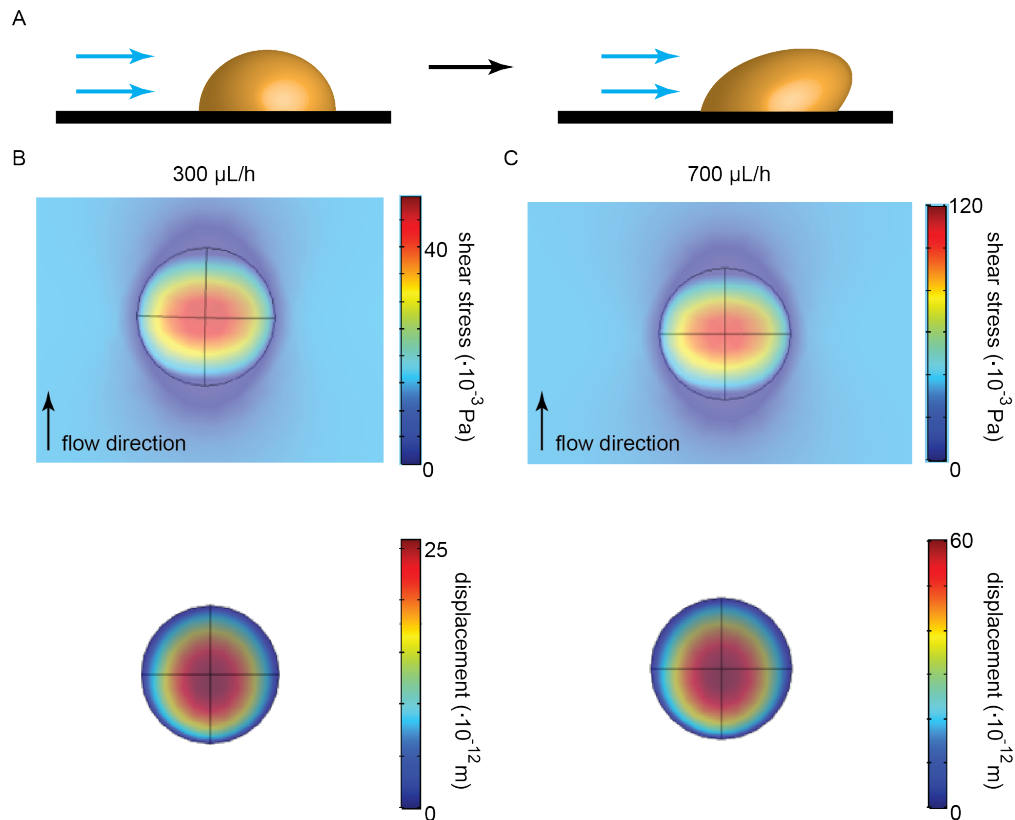 A
B
300 µL/h
40
0
shear stress (·10⁻³ Pa)
flow direction
C
700 µL/h
120
0
shear stress (·10⁻³ Pa)
flow direction
25
0
displacement (·10⁻¹² m)
60
0
displacement (·10⁻¹² m)